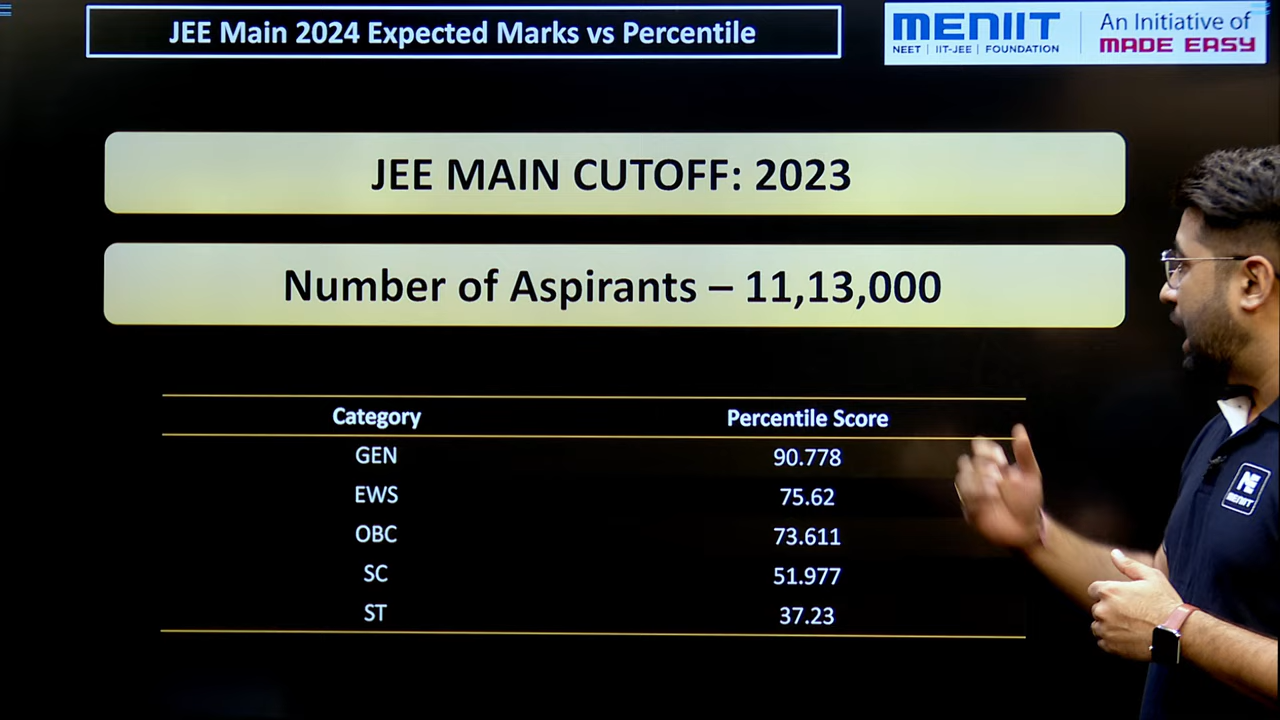 JEE Main 2024 Expected Marks vs Percentile
MENIIT
NEET | IIT-JEE | FOUNDATION
An Initiative of
MADE EASY
JEE MAIN CUTOFF: 2023
Number of Aspirants – 11,13,000
Category Percentile Score
GEN 90.778
EWS 75.62
OBC 73.611
SC 51.977
ST 37.23
MENIIT